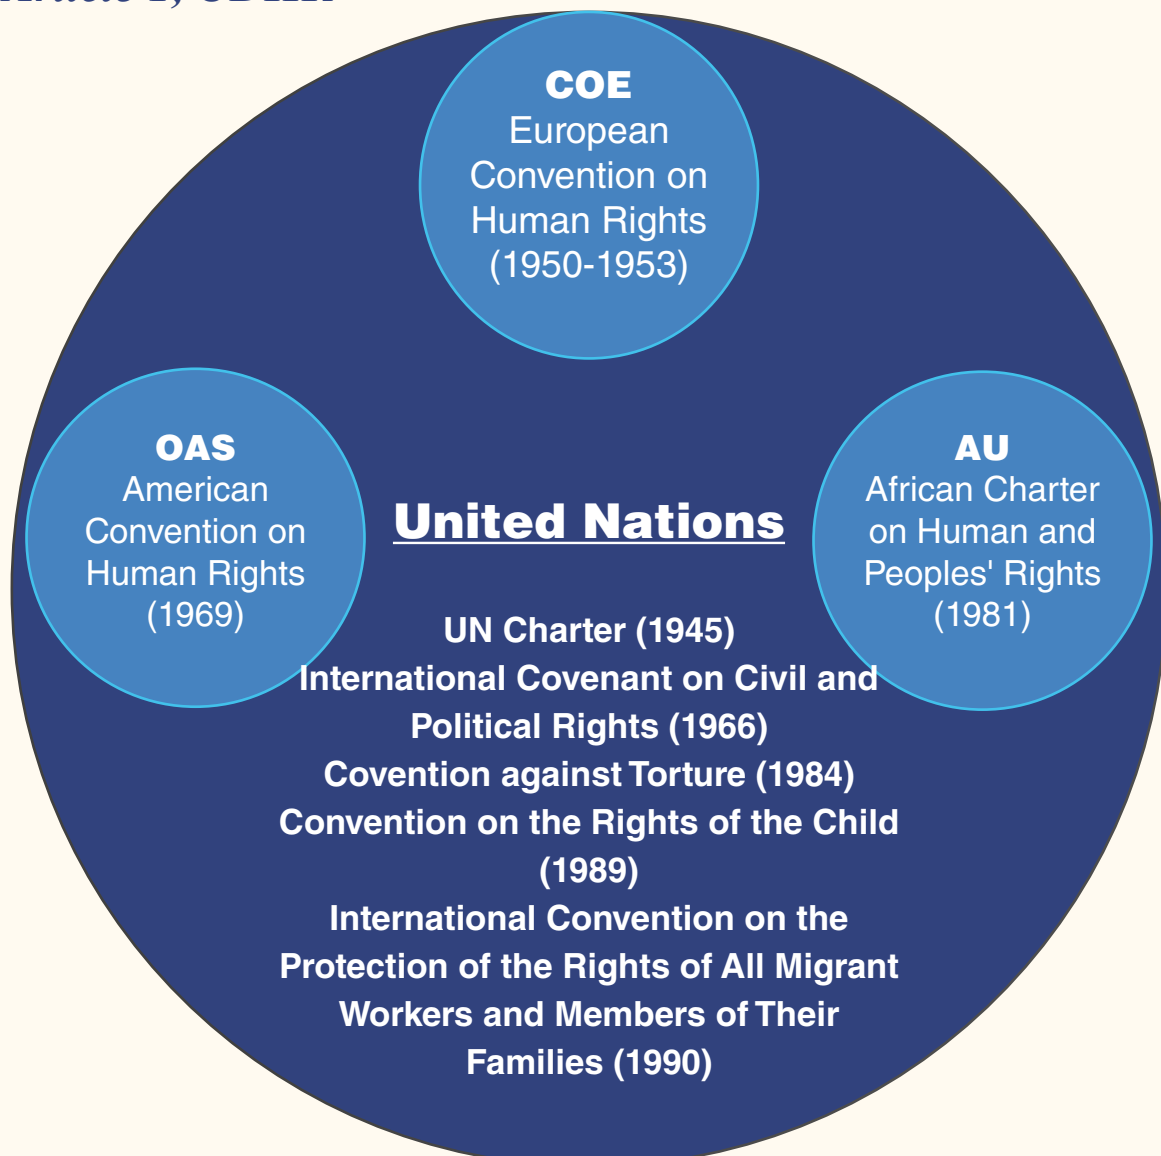 COE
European
Convention on
Human Rights
(1950-1953)
OAS
American
Convention on
Human Rights
(1969)
AU
African Charter
on Human and
Peoples' Rights
(1981)
United Nations
UN Charter (1945)
International Covenant on Civil and
Political Rights (1966)
Covention against Torture (1984)
Convention on the Rights of the Child
(1989)
International Convention on the
Protection of the Rights of All Migrant
Workers and Members of Their
Families (1990)